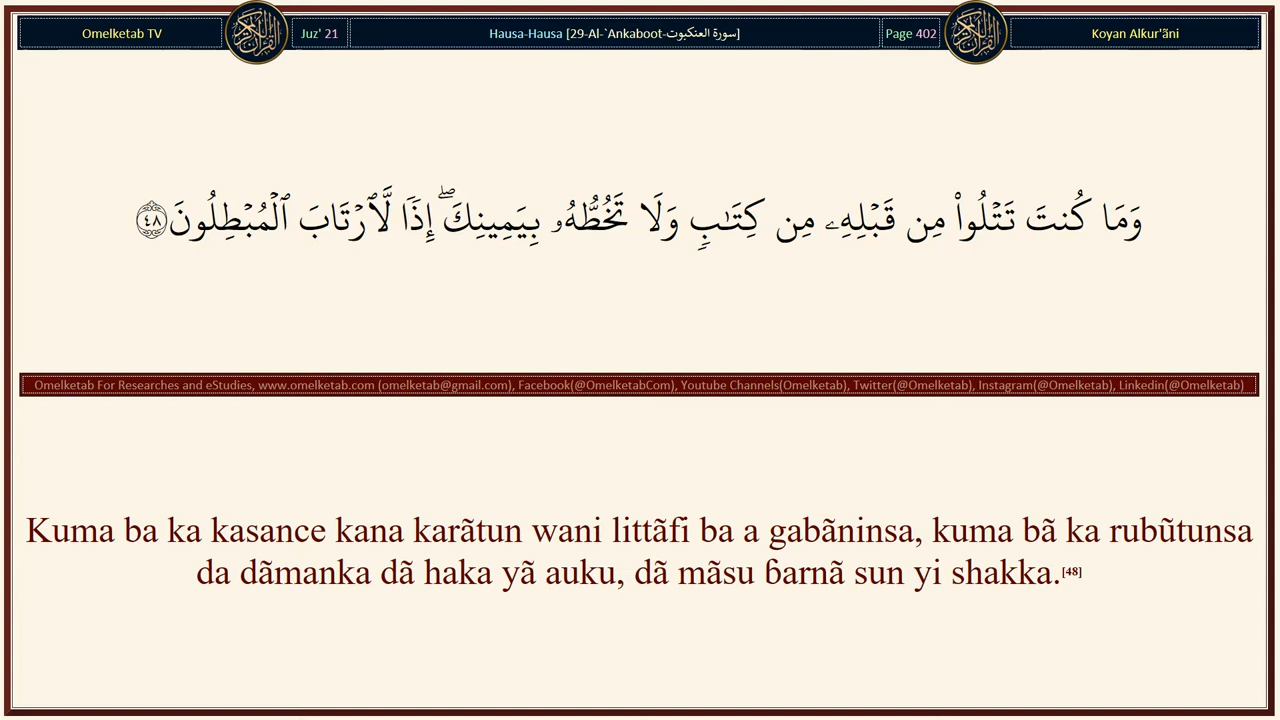 Omelketab TV
Juz' 21
Hausa-Hausa [29-Al-`Ankaboot-سورة العنكبوت]
Page 402
Koyan Alƙur'ãni
وَمَا كُنتَ تَتْلُوا۟ مِن قَبْلِهِۦ مِن كِتَـٰبٍۢ وَلَا تَخُطُّهُۥ بِيَمِينِكَ ۖ إِذًۭا لَّٱرْتَابَ ٱلْمُبْطِلُونَ ٤٨
Omelketab For Researches and eStudies, www.omelketab.com (omelketab@gmail.com), Facebook(@OmelketabCom), Youtube Channels(Omelketab), Twitter(@Omelketab), Instagram(@Omelketab), Linkedin(@Omelketab)
Kuma ba ka kasance kana karãtun wani littãfi ba a gabãninsa, kuma bã ka rubũtunsa
da dãmanka dã haka yã auku, dã mãsu ɓarnã sun yi shakka.[48]